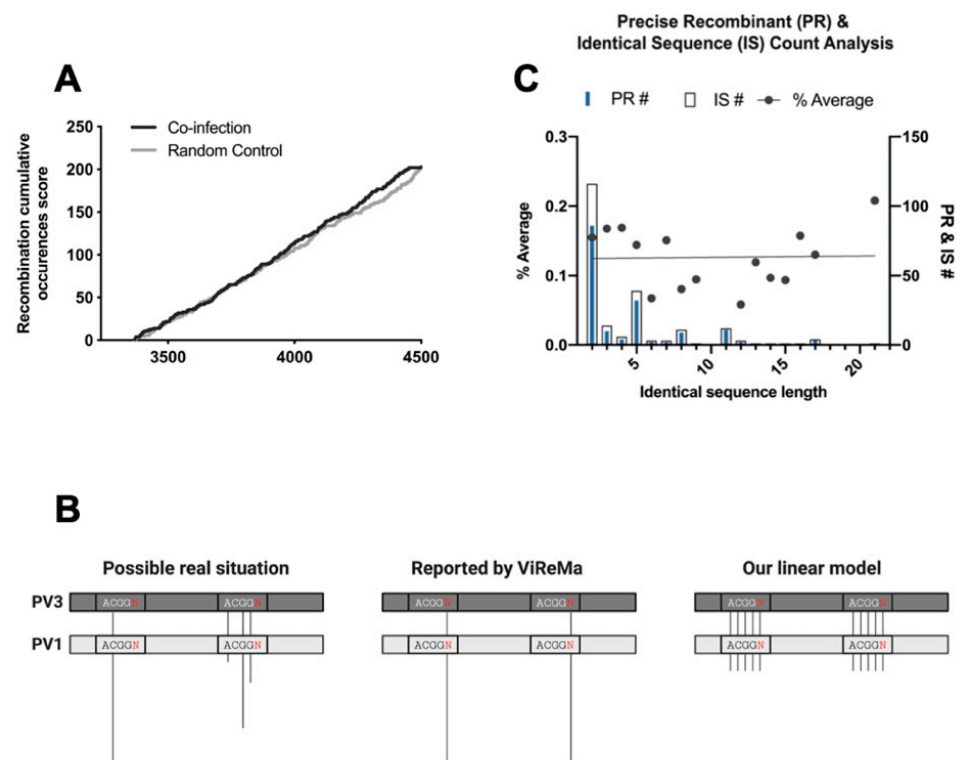 A
Co-infection
Random Control
Recombination cumulative
occurences score
250
200
150
100
50
0
3500
4000
4500
Precise Recombinant (PR) &
Identical Sequence (IS) Count Analysis
C
PR #
IS #
% Average
% Average
0.3
0.2
0.1
0.0
150
100
50
0
PR & IS #
5
10
15
20
Identical sequence length
B
Possible real situation
Reported by ViReMa
Our linear model
PV3
ACGGN
ACGGN
ACGGN
ACGGN
ACGGN
ACGGN
PV1
ACGGN
ACGGN
ACGGN
ACGGN
ACGGN
ACGGN